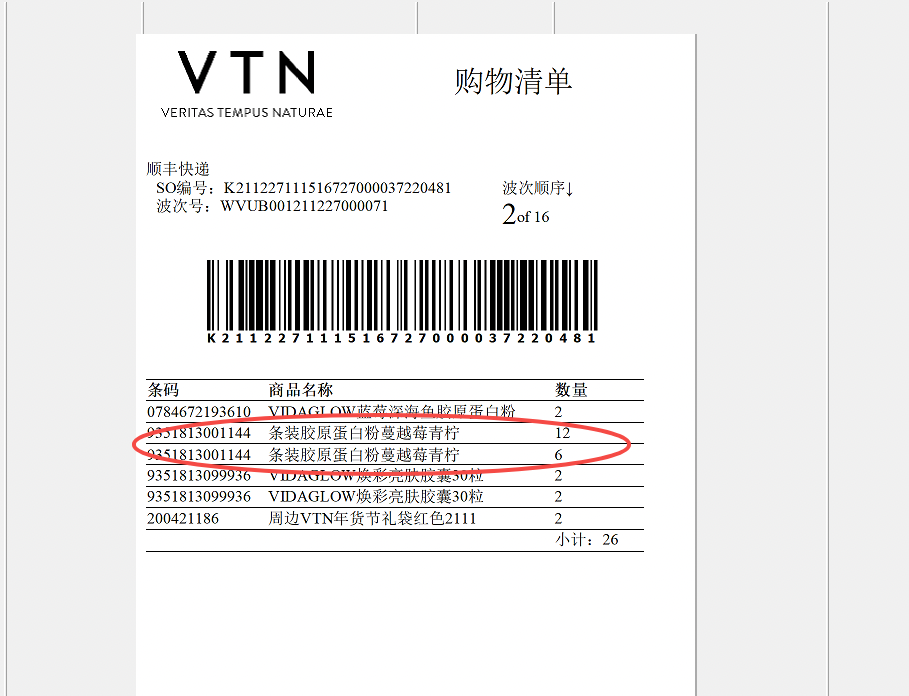 VTN
VERITAS TEMPUS NATURAE
购物清单
顺丰快递
SO编号：K211227111516727000037220481
波次号：WVUB001211227000071
波次顺序↓
2 of 16
K211227111516727000037220481
条码 商品名称 数量
0784672193610 VIDAGLOW蓝莓深海鱼胶原蛋白粉 2
9351813001144 条装胶原蛋白粉蔓越莓青柠 12
9351813001144 条装胶原蛋白粉蔓越莓青柠 6
9351813099936 VIDAGLOW焕彩亮肤胶囊30粒 2
9351813099936 VIDAGLOW焕彩亮肤胶囊30粒 2
200421186 周边VTN年货节礼袋红色2111 2
小计：26